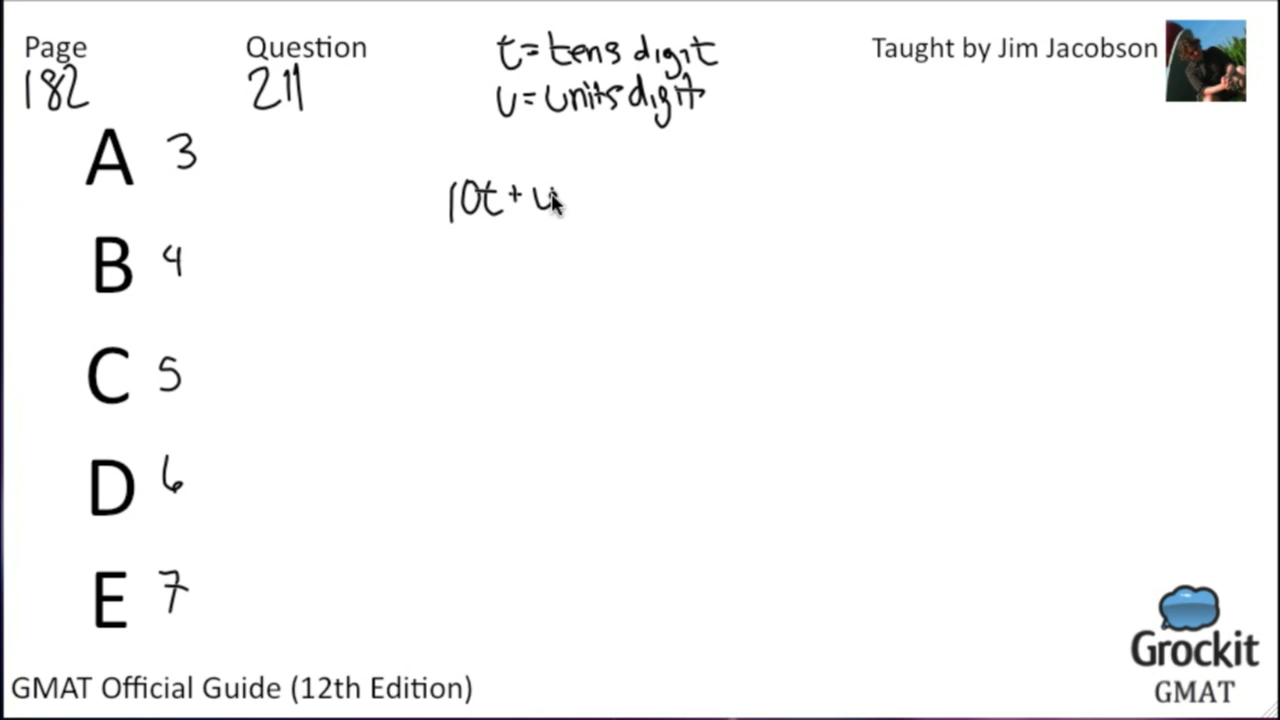 Page
182
Question
211
t = tens digit
u = units digit
Taught by Jim Jacobson
A 3
10t + u
B 4
C 5
D 6
E 7
Grockit
GMAT
GMAT Official Guide (12th Edition)